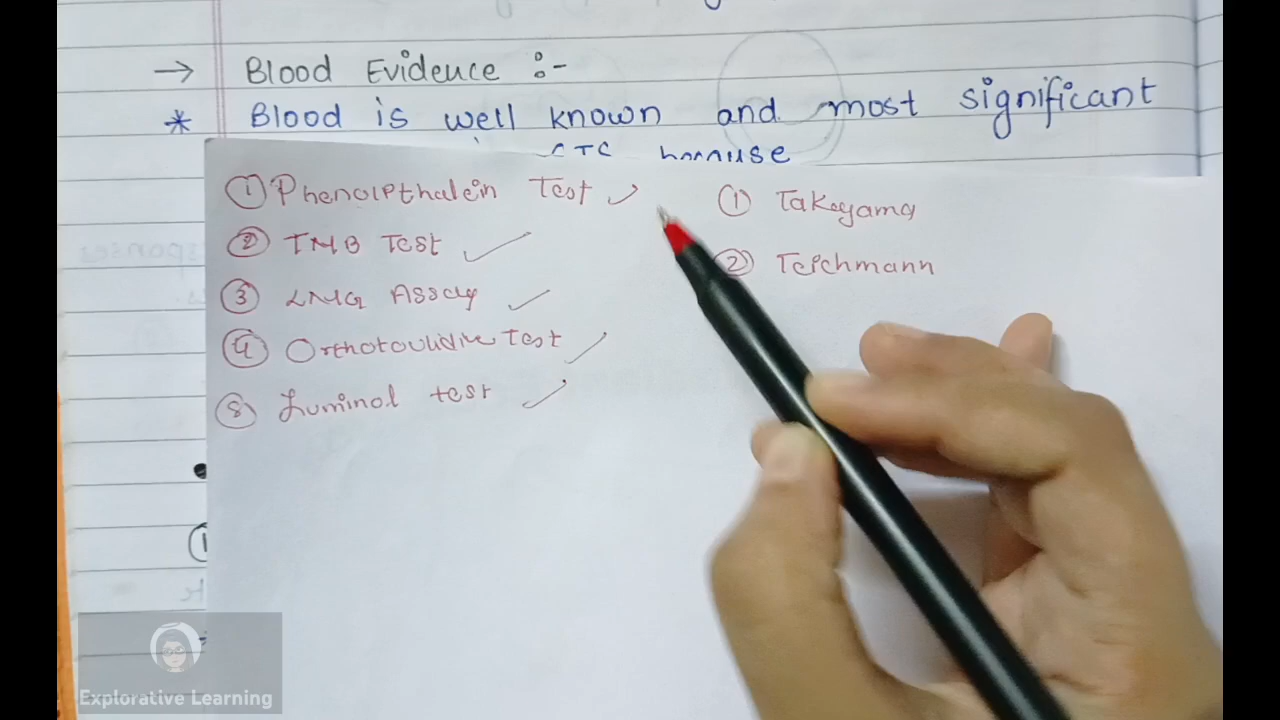 → Blood Evidence :-
* Blood is well known and most significant
because
① Phenolpthalein Test ✓
② TMB Test ✓
③ LMG Assay ✓
④ Orthotoulidine Test ✓
⑤ Luminol test ✓
① Takayama
② Teichmann
Explorative Learning